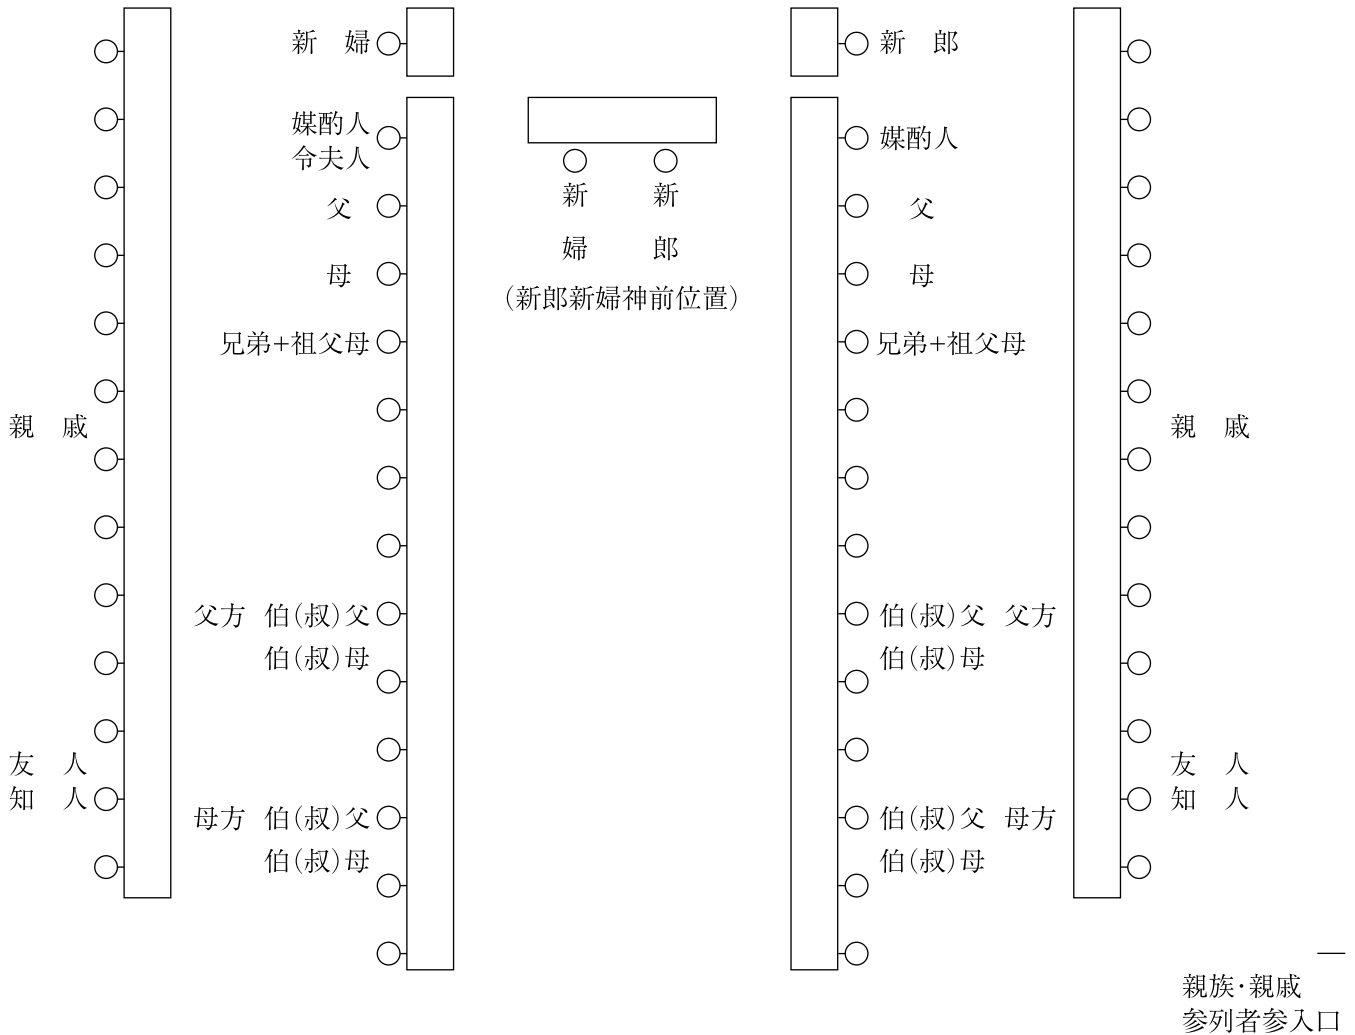 新婦
新郎
媒酌人
令夫人
媒酌人
父
父
母
母
新婦
新郎
（新郎新婦神前位置）
兄弟+祖父母
兄弟+祖父母
親戚
親戚
父方 伯(叔)父
伯(叔)母
伯(叔)父 父方
伯(叔)母
友人
知人
友人
知人
母方 伯(叔)父
伯(叔)母
伯(叔)父 母方
伯(叔)母
親族・親戚
参列者参入口